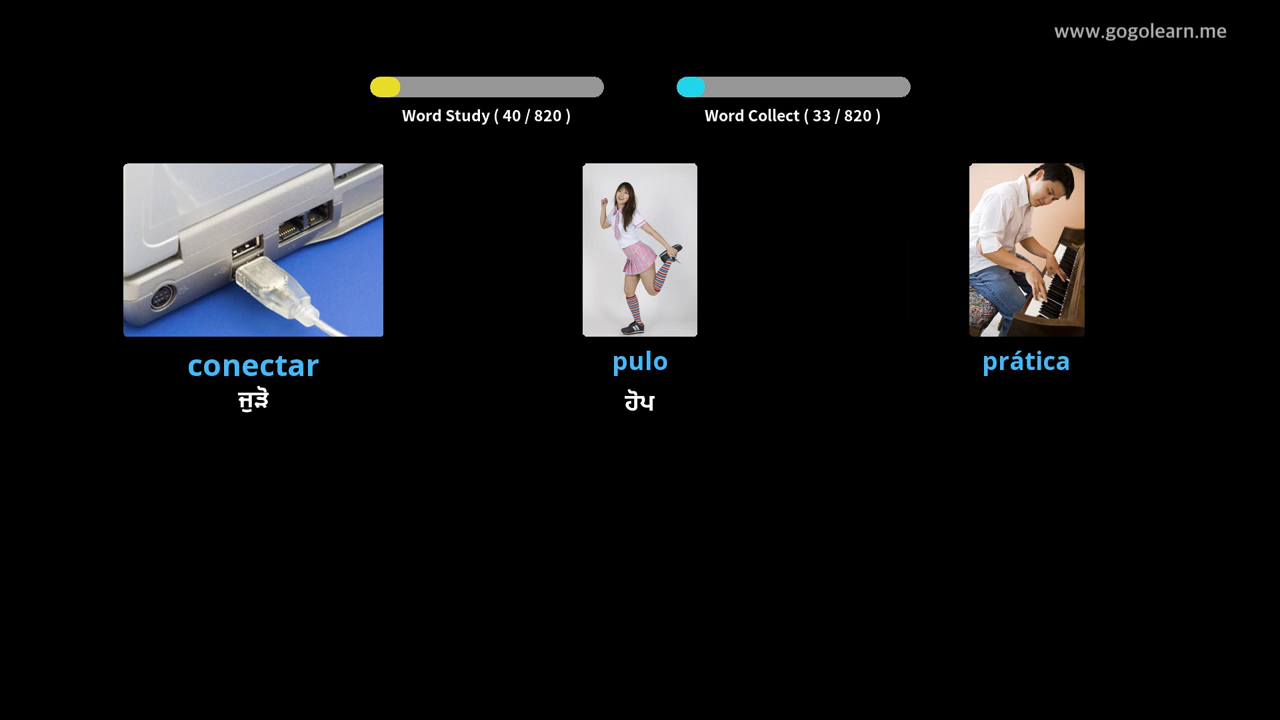 www.gogolearn.me
Word Study ( 40 / 820 )
Word Collect ( 33 / 820 )
conectar
ਜੁੜੋ
pulo
ਹੋਪ
prática